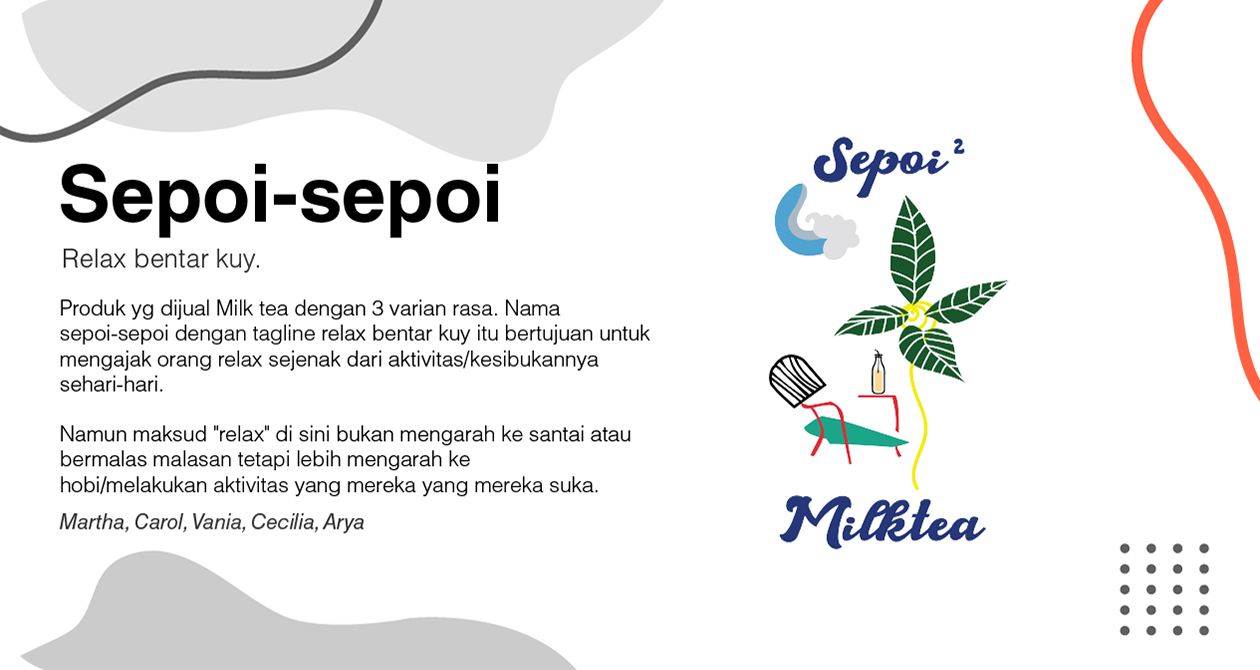 Sepoi-sepoi
Relax bentar kuy.
Produk yg dijual Milk tea dengan 3 varian rasa. Nama
sepoi-sepoi dengan tagline relax bentar kuy itu bertujuan untuk
mengajak orang relax sejenak dari aktivitas/kesibukannya
sehari-hari.
Namun maksud "relax" di sini bukan mengarah ke santai atau
bermalas malasan tetapi lebih mengarah ke
hobi/melakukan aktivitas yang mereka yang mereka suka.
Martha, Carol, Vania, Cecilia, Arya
Sepoi ²
Milktea